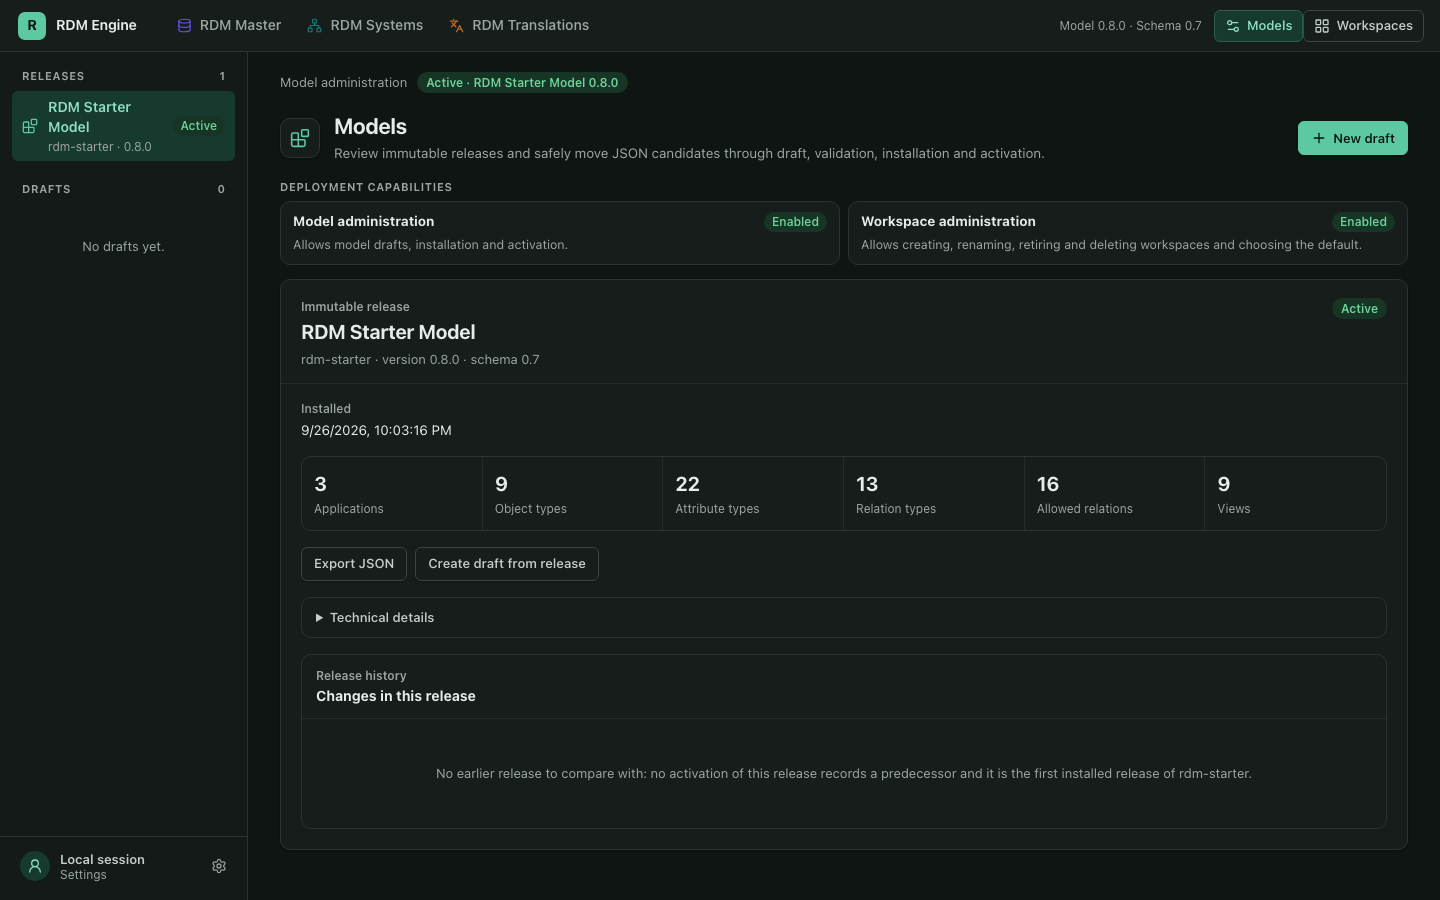 R RDM Engine RDM Master RDM Systems RDM Translations Model 0.8.0 · Schema 0.7 Models Workspaces
RELEASES 1
RDM Starter
Model
Active
rdm-starter · 0.8.0
DRAFTS 0
No drafts yet.
Local session
Settings
Model administration Active · RDM Starter Model 0.8.0
Models
Review immutable releases and safely move JSON candidates through draft, validation, installation and activation.
New draft
DEPLOYMENT CAPABILITIES
Model administration Enabled
Allows model drafts, installation and activation.
Workspace administration Enabled
Allows creating, renaming, retiring and deleting workspaces and choosing the default.
Immutable release
Active
RDM Starter Model
rdm-starter · version 0.8.0 · schema 0.7
Installed
9/26/2026, 10:03:16 PM
3
Applications
9
Object types
22
Attribute types
13
Relation types
16
Allowed relations
9
Views
Export JSON Create draft from release
Technical details
Release history
Changes in this release
No earlier release to compare with: no activation of this release records a predecessor and it is the first installed release of rdm-starter.